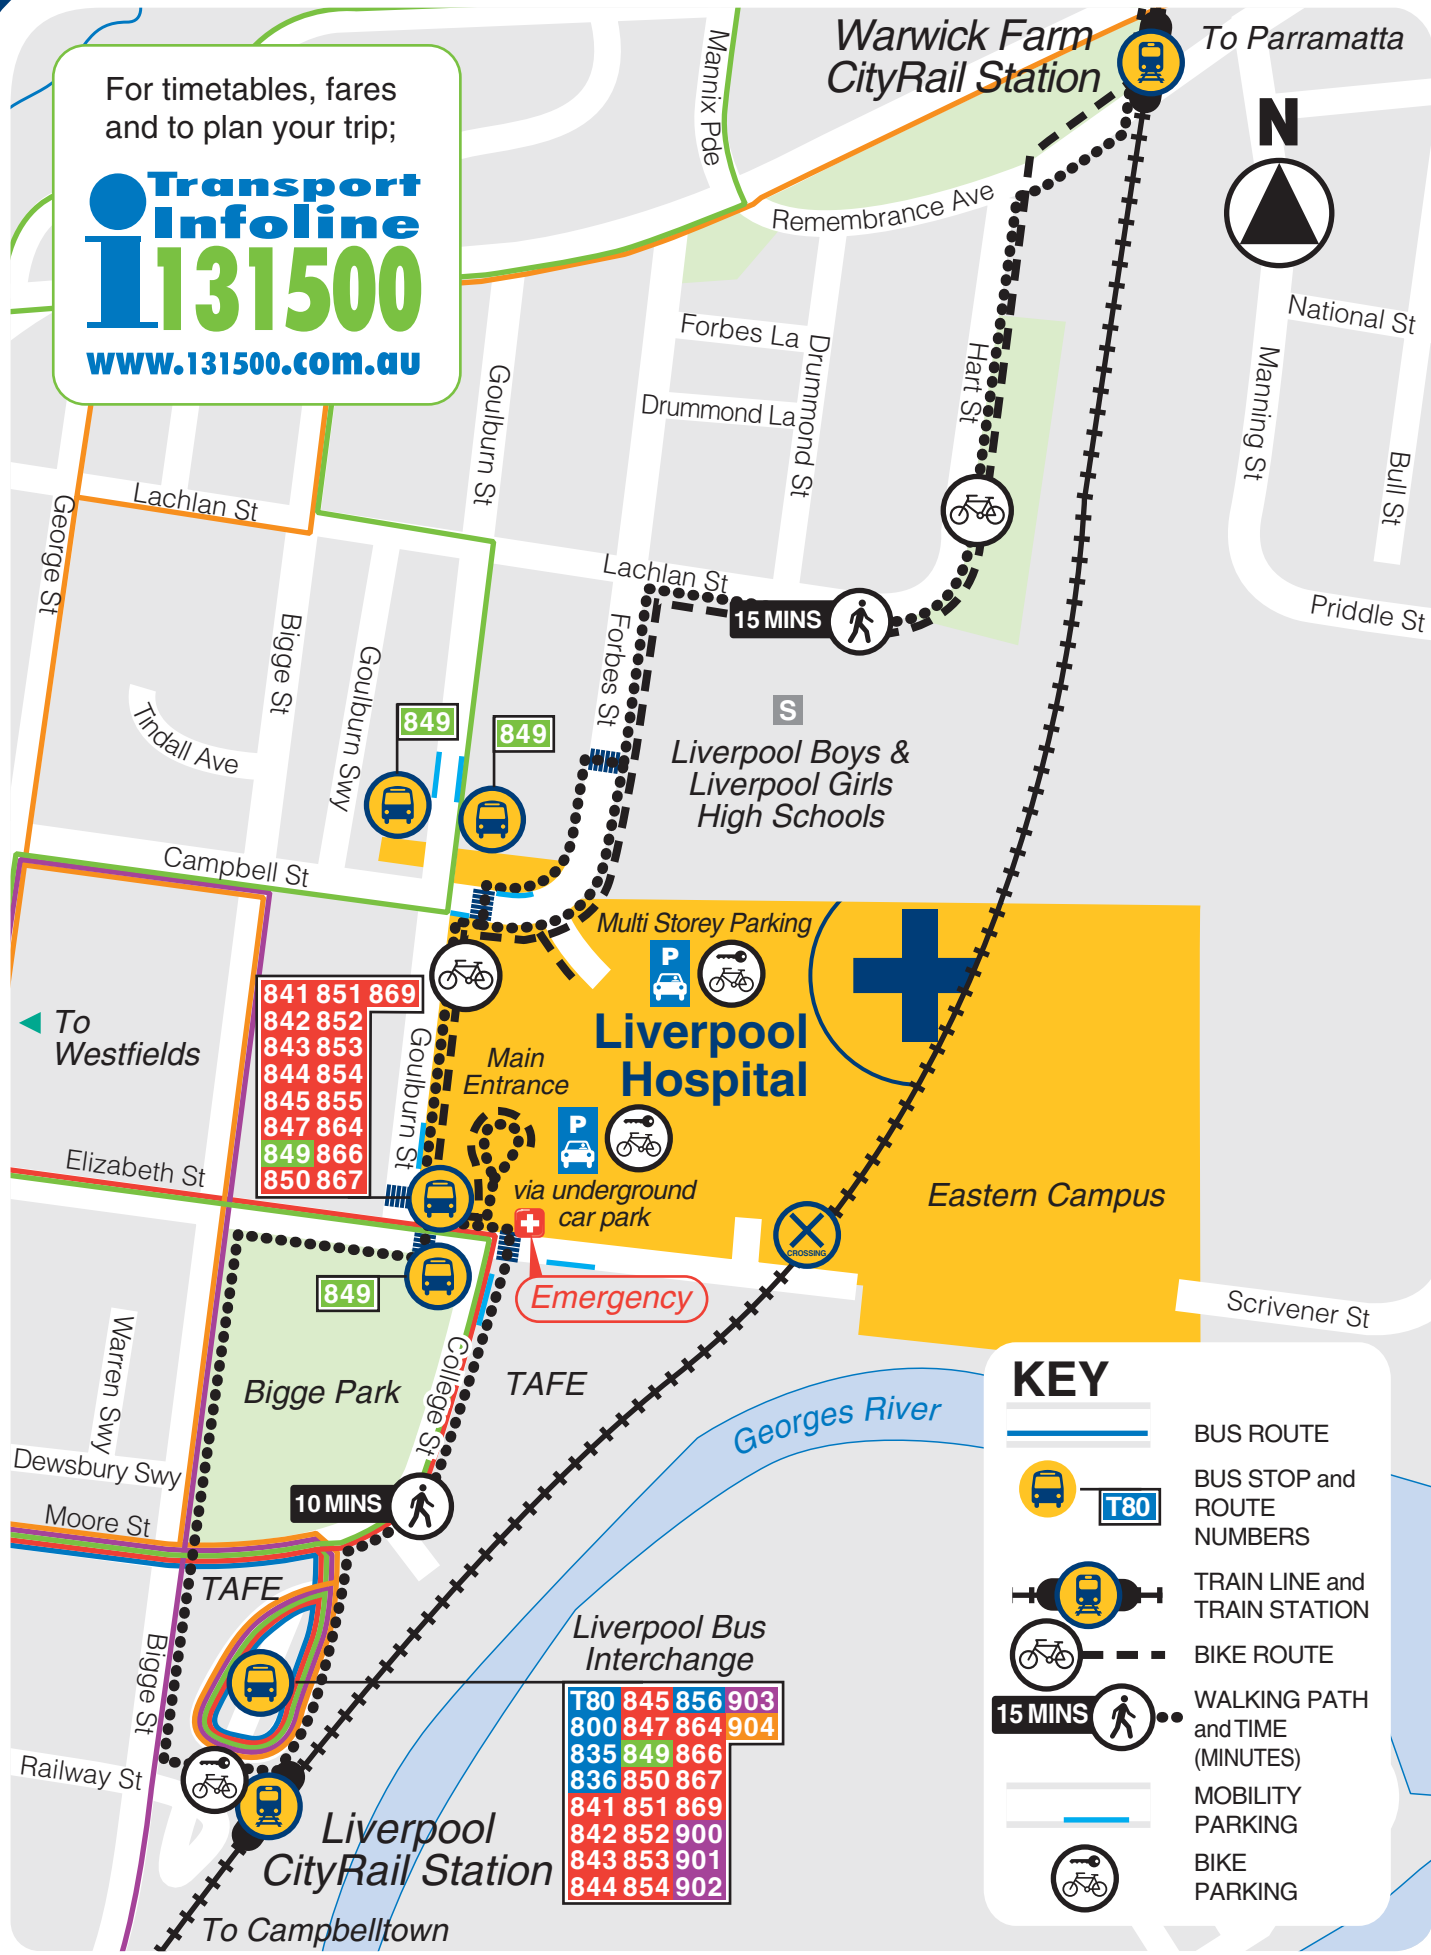 For timetables, fares
and to plan your trip;
Transport
Infoline
131500
www.131500.com.au
Warwick Farm
CityRail Station
To Parramatta
N
Mannix Pde
Remembrance Ave
National St
Forbes La
Drummond La
Drummond St
Hart St
Manning St
Bull St
Goulburn St
Lachlan St
George St
Lachlan St
15 MINS
Priddle St
Bigge St
Goulburn Swy
Forbes St
Tindall Ave
849
849
S
Liverpool Boys &
Liverpool Girls
High Schools
Campbell St
Multi Storey Parking
P
841 851 869
842 852
843 853
844 854
845 855
847 864
849 866
850 867
To
Westfields
Liverpool
Hospital
Goulburn St
Main
Entrance
P
via underground
car park
Elizabeth St
Eastern Campus
CROSSING
849
Emergency
Scrivener St
Warren Swy
Bigge Park
College St
TAFE
Georges River
Dewsbury Swy
10 MINS
Moore St
TAFE
Bigge St
Liverpool Bus
Interchange
T80 845 856 903
800 847 864 904
835 849 866
836 850 867
841 851 869
842 852 900
843 853 901
844 854 902
Railway St
Liverpool
CityRail Station
To Campbelltown
KEY
BUS ROUTE
T80
BUS STOP and
ROUTE
NUMBERS
TRAIN LINE and
TRAIN STATION
BIKE ROUTE
15 MINS
WALKING PATH
and TIME
(MINUTES)
MOBILITY
PARKING
BIKE
PARKING